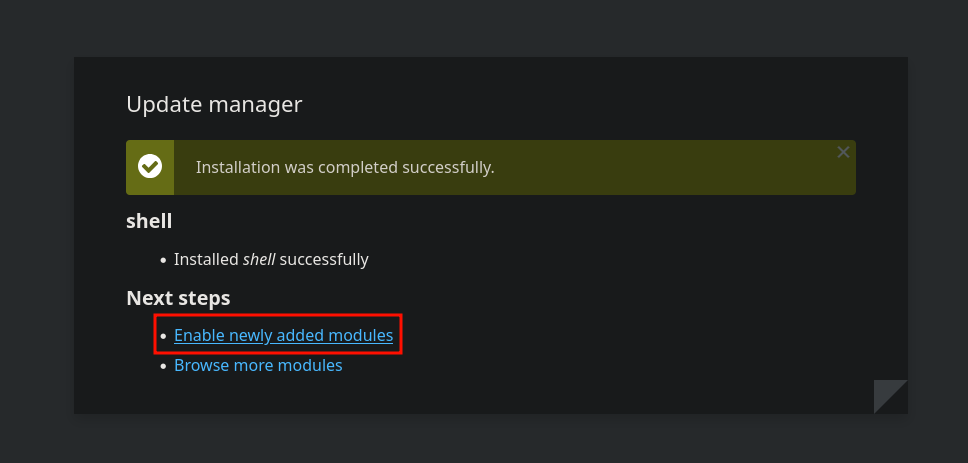 Update manager
Installation was completed successfully.
shell
Installed shell successfully
Next steps
Enable newly added modules
Browse more modules